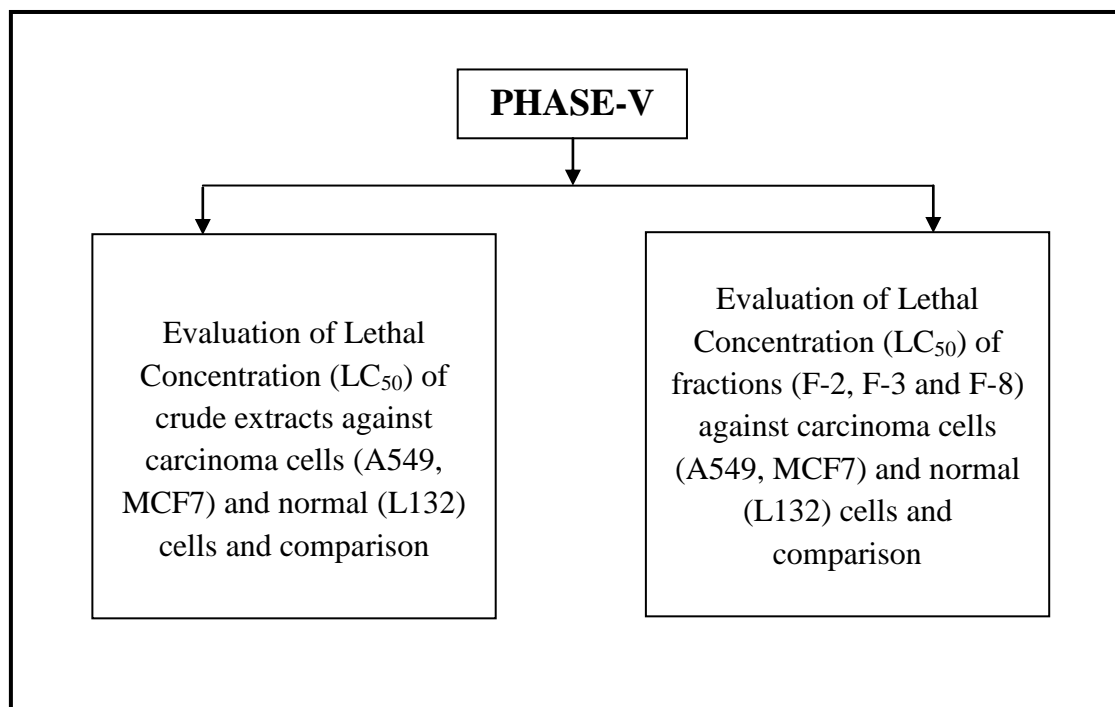 PHASE-V
Evaluation of Lethal
Concentration (LC₅₀) of
crude extracts against
carcinoma cells (A549,
MCF7) and normal (L132)
cells and comparison
Evaluation of Lethal
Concentration (LC₅₀) of
fractions (F-2, F-3 and F-8)
against carcinoma cells
(A549, MCF7) and normal
(L132) cells and
comparison